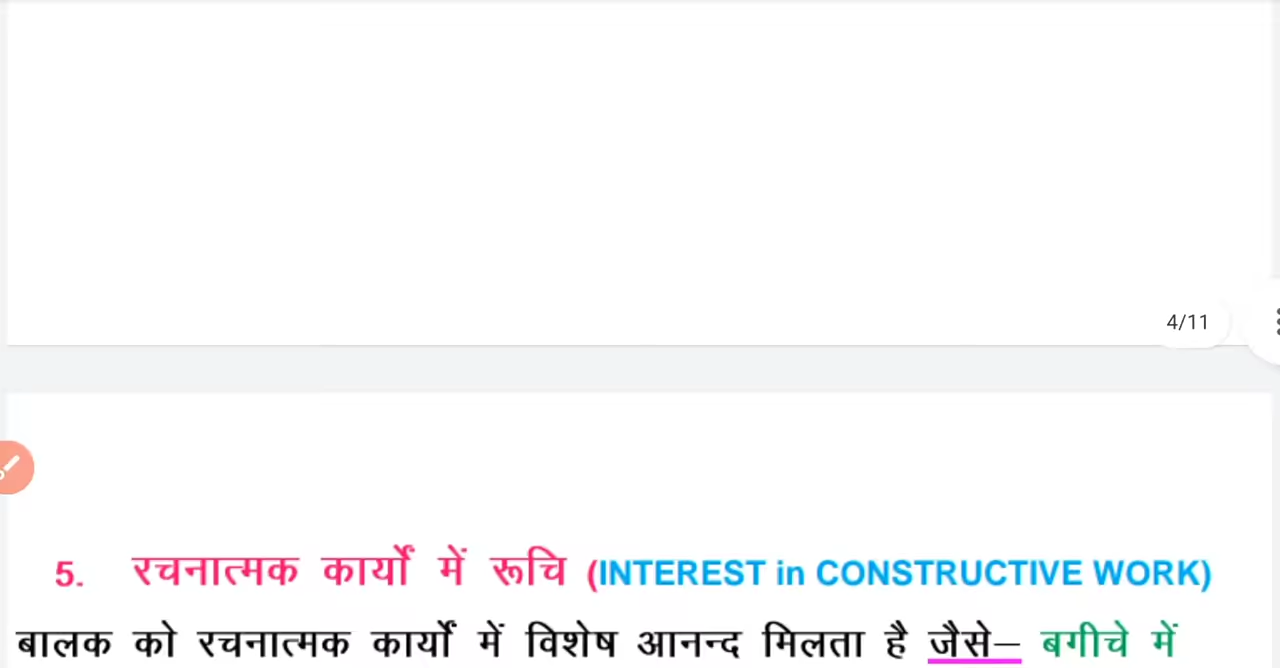 4/11
5. रचनात्मक कार्यों में रूचि (INTEREST in CONSTRUCTIVE WORK)
बालक को रचनात्मक कार्यों में विशेष आनन्द मिलता है जैसे– बगीचे में